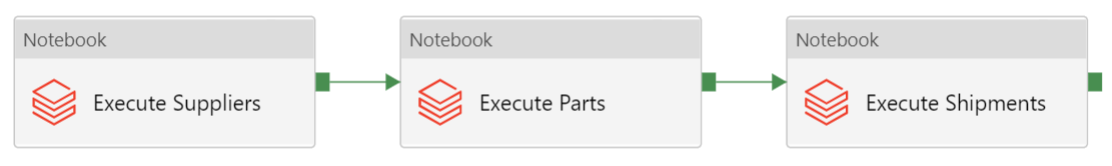 Notebook
Execute Suppliers
Notebook
Execute Parts
Notebook
Execute Shipments